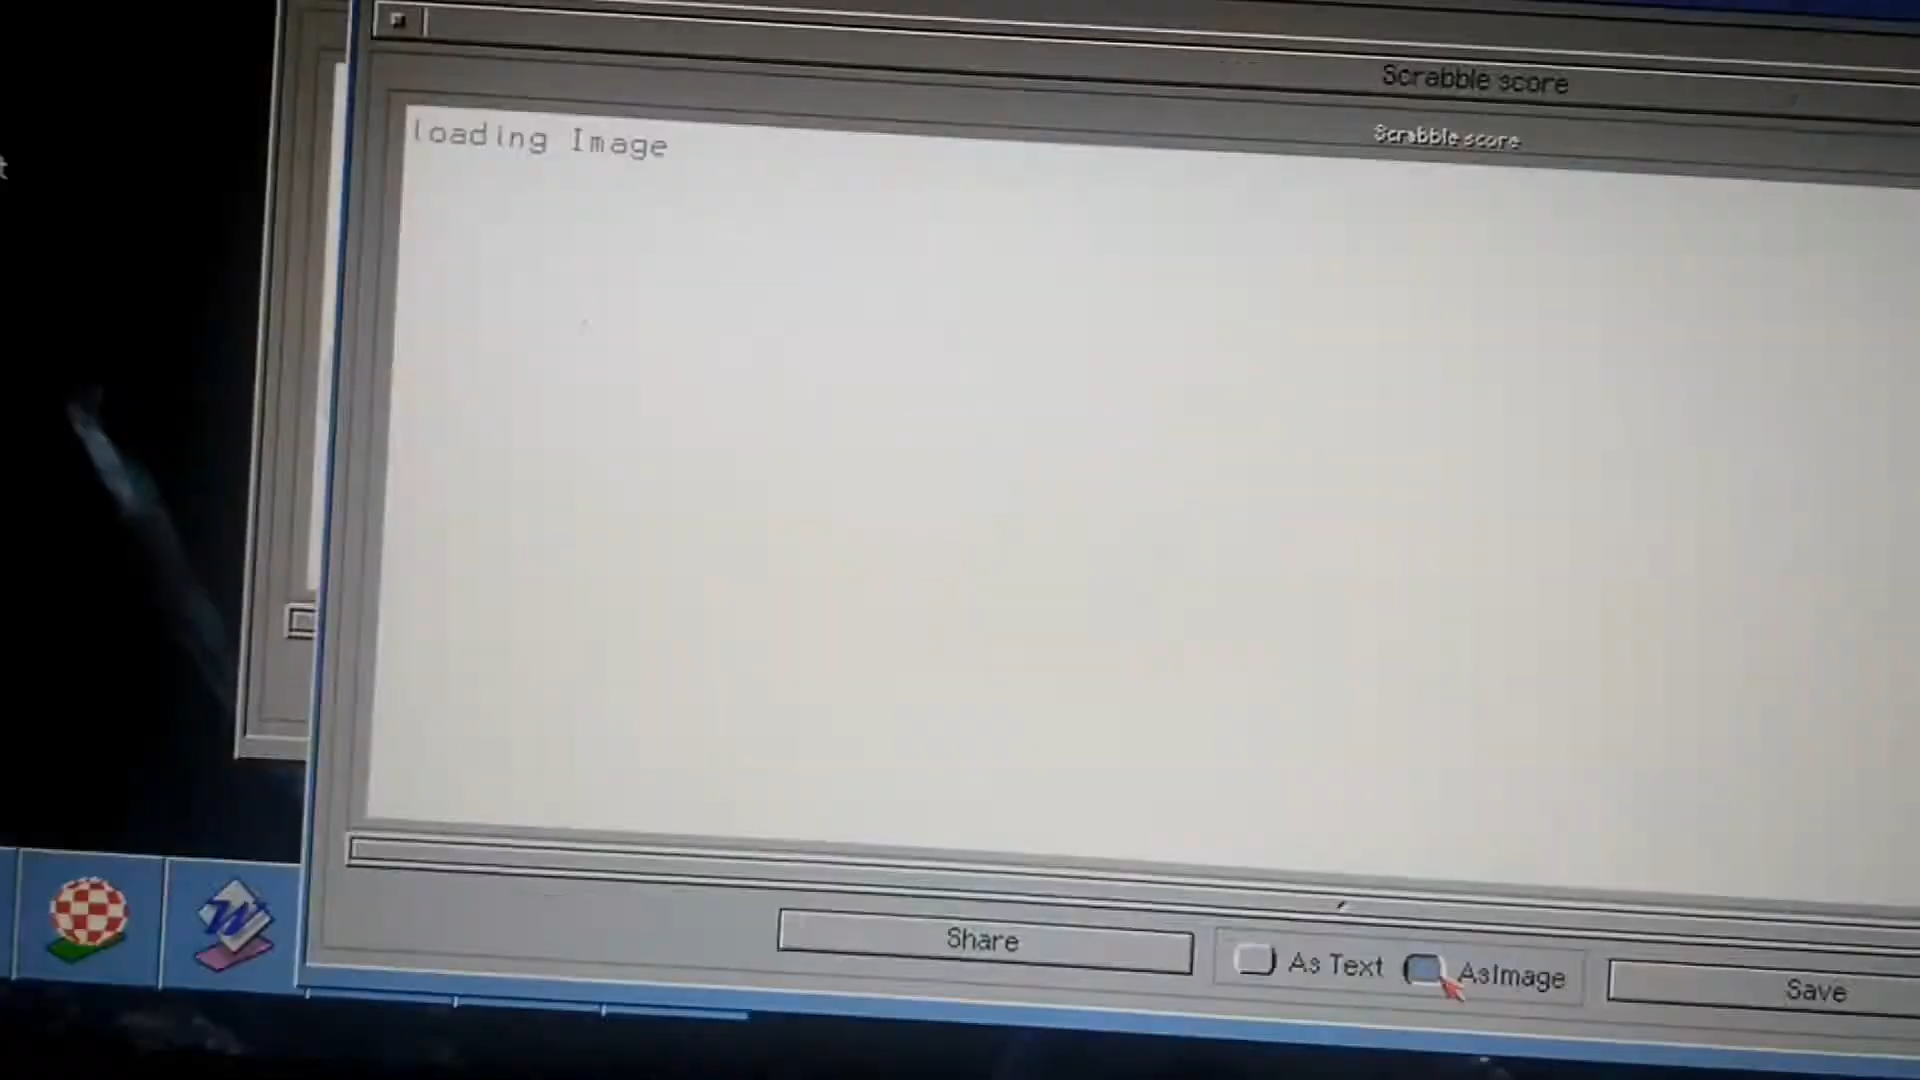 Scrabble score
Scrabble score
loading Image
Share
As Text
AsImage
Save